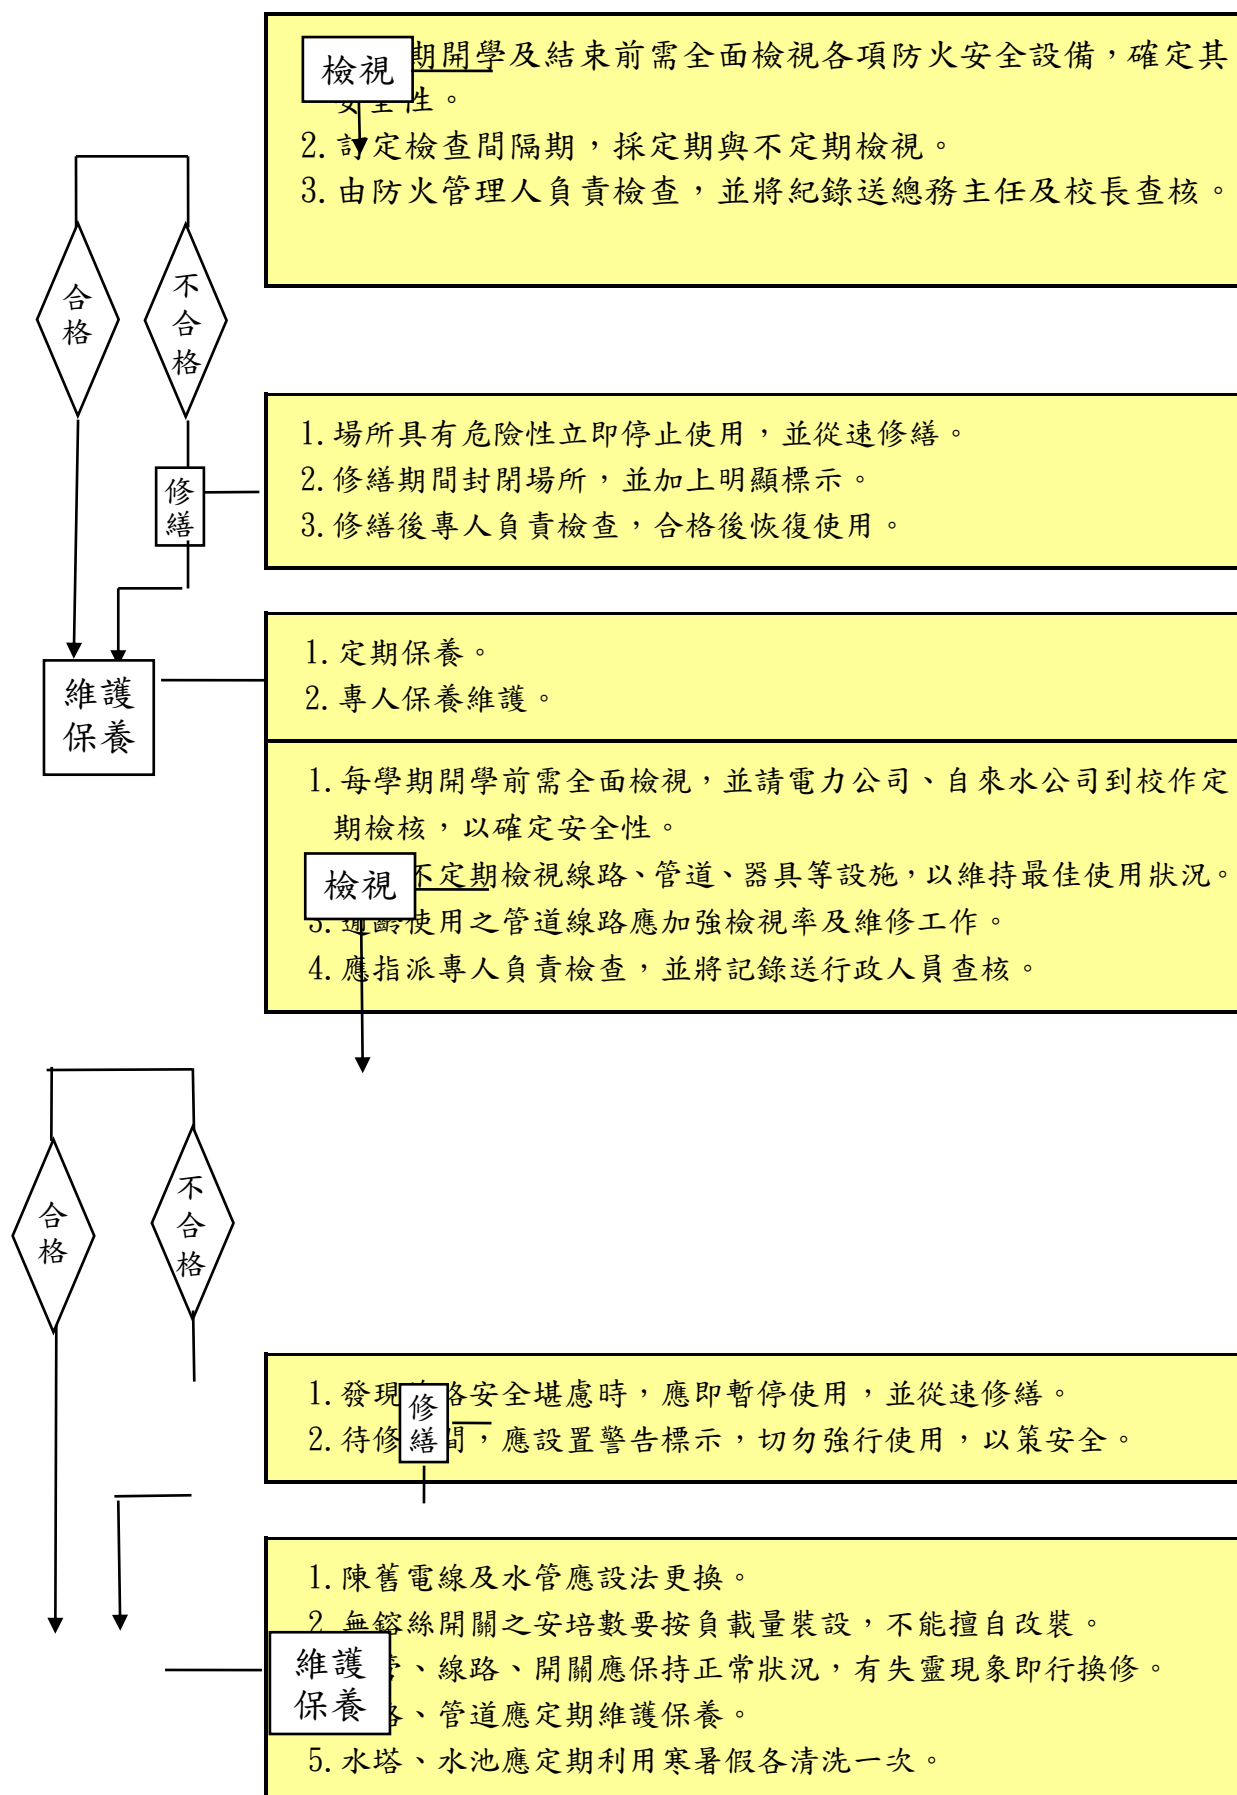 檢視
期開學及結束前需全面檢視各項防火安全設備，確定其
安全性。
2.訂定檢查間隔期，採定期與不定期檢視。
3.由防火管理人負責檢查，並將紀錄送總務主任及校長查核。
合格
不合格
1.場所具有危險性立即停止使用，並從速修繕。
2.修繕期間封閉場所，並加上明顯標示。
3.修繕後專人負責檢查，合格後恢復使用。
修繕
1.定期保養。
2.專人保養維護。
維護
保養
1.每學期開學前需全面檢視，並請電力公司、自來水公司到校作定
期檢核，以確定安全性。
檢視
不定期檢視線路、管道、器具等設施，以維持最佳使用狀況。
3.逾齡使用之管道線路應加強檢視率及維修工作。
4.應指派專人負責檢查，並將記錄送行政人員查核。
合格
不合格
1.發現 路安全堪慮時，應即暫停使用，並從速修繕。
修繕
2.待修 間，應設置警告標示，切勿強行使用，以策安全。
1.陳舊電線及水管應設法更換。
2.無鎔絲開關之安培數要按負載量裝設，不能擅自改裝。
維護
保養
管、線路、開關應保持正常狀況，有失靈現象即行換修。
路、管道應定期維護保養。
5.水塔、水池應定期利用寒暑假各清洗一次。